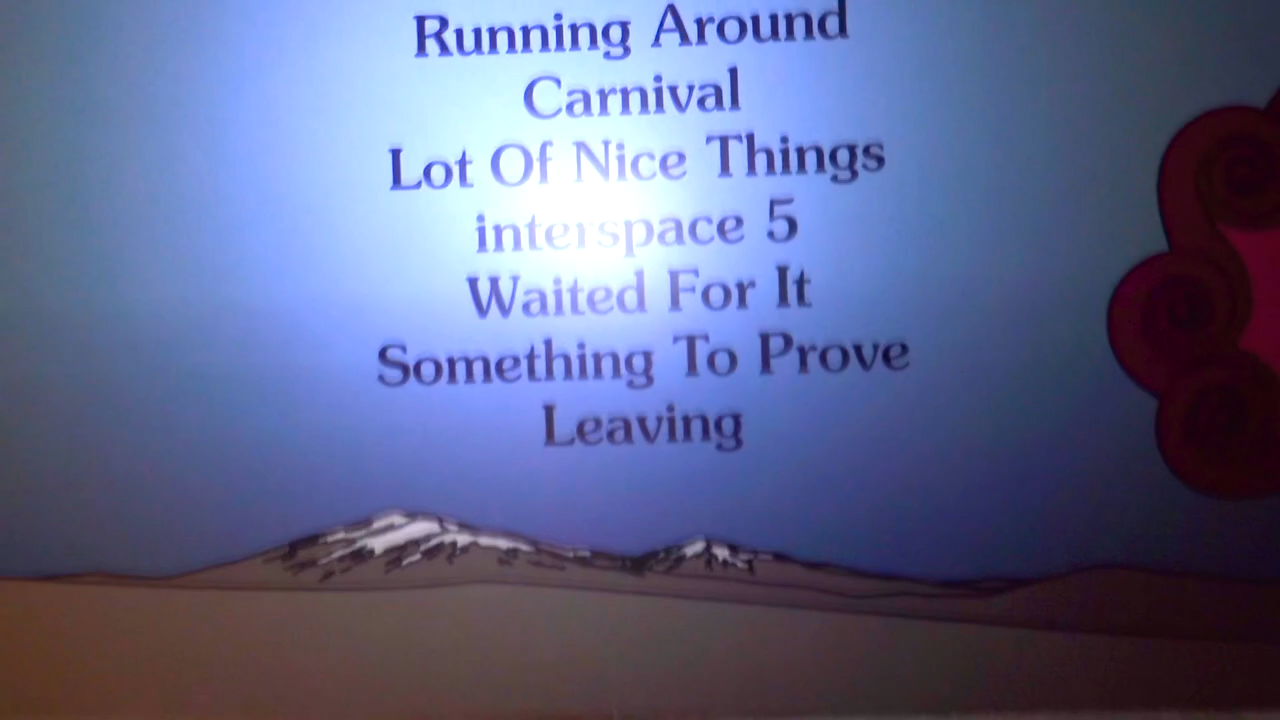 Running Around
Carnival
Lot Of Nice Things
interspace 5
Waited For It
Something To Prove
Leaving